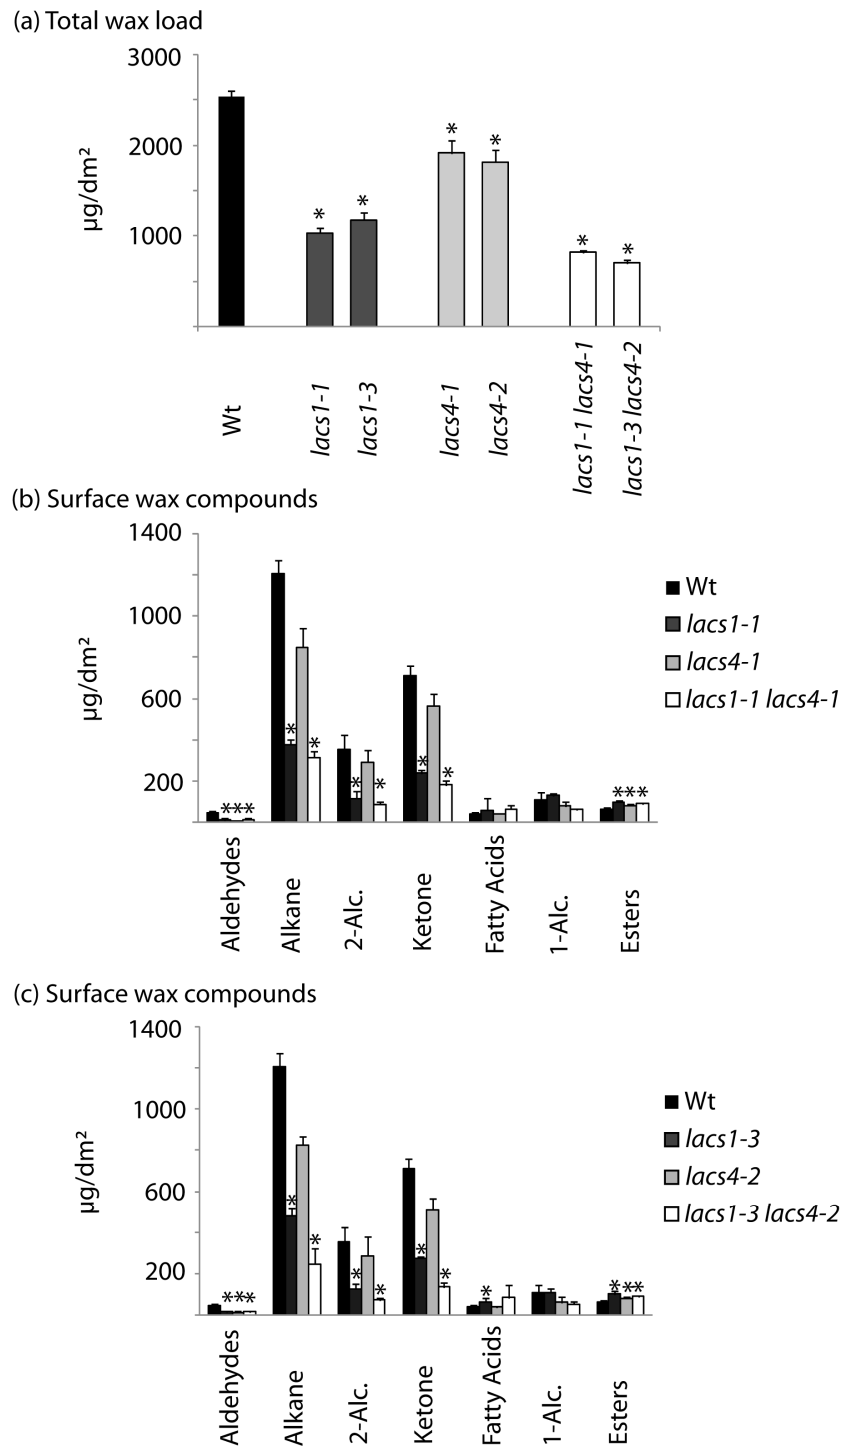 (a) Total wax load
3000
2000
1000
µg/dm²
* * * * * *
Wt
lacs1-1
lacs1-3
lacs4-1
lacs4-2
lacs1-1 lacs4-1
lacs1-3 lacs4-2
(b) Surface wax compounds
1400
1000
600
200
µg/dm²
*** * * * * * * ***
Aldehydes
Alkane
2-Alc.
Ketone
Fatty Acids
1-Alc.
Esters
Wt
lacs1-1
lacs4-1
lacs1-1 lacs4-1
(c) Surface wax compounds
1400
1000
600
200
µg/dm²
*** * * * * * * * * **
Aldehydes
Alkane
2-Alc.
Ketone
Fatty Acids
1-Alc.
Esters
Wt
lacs1-3
lacs4-2
lacs1-3 lacs4-2